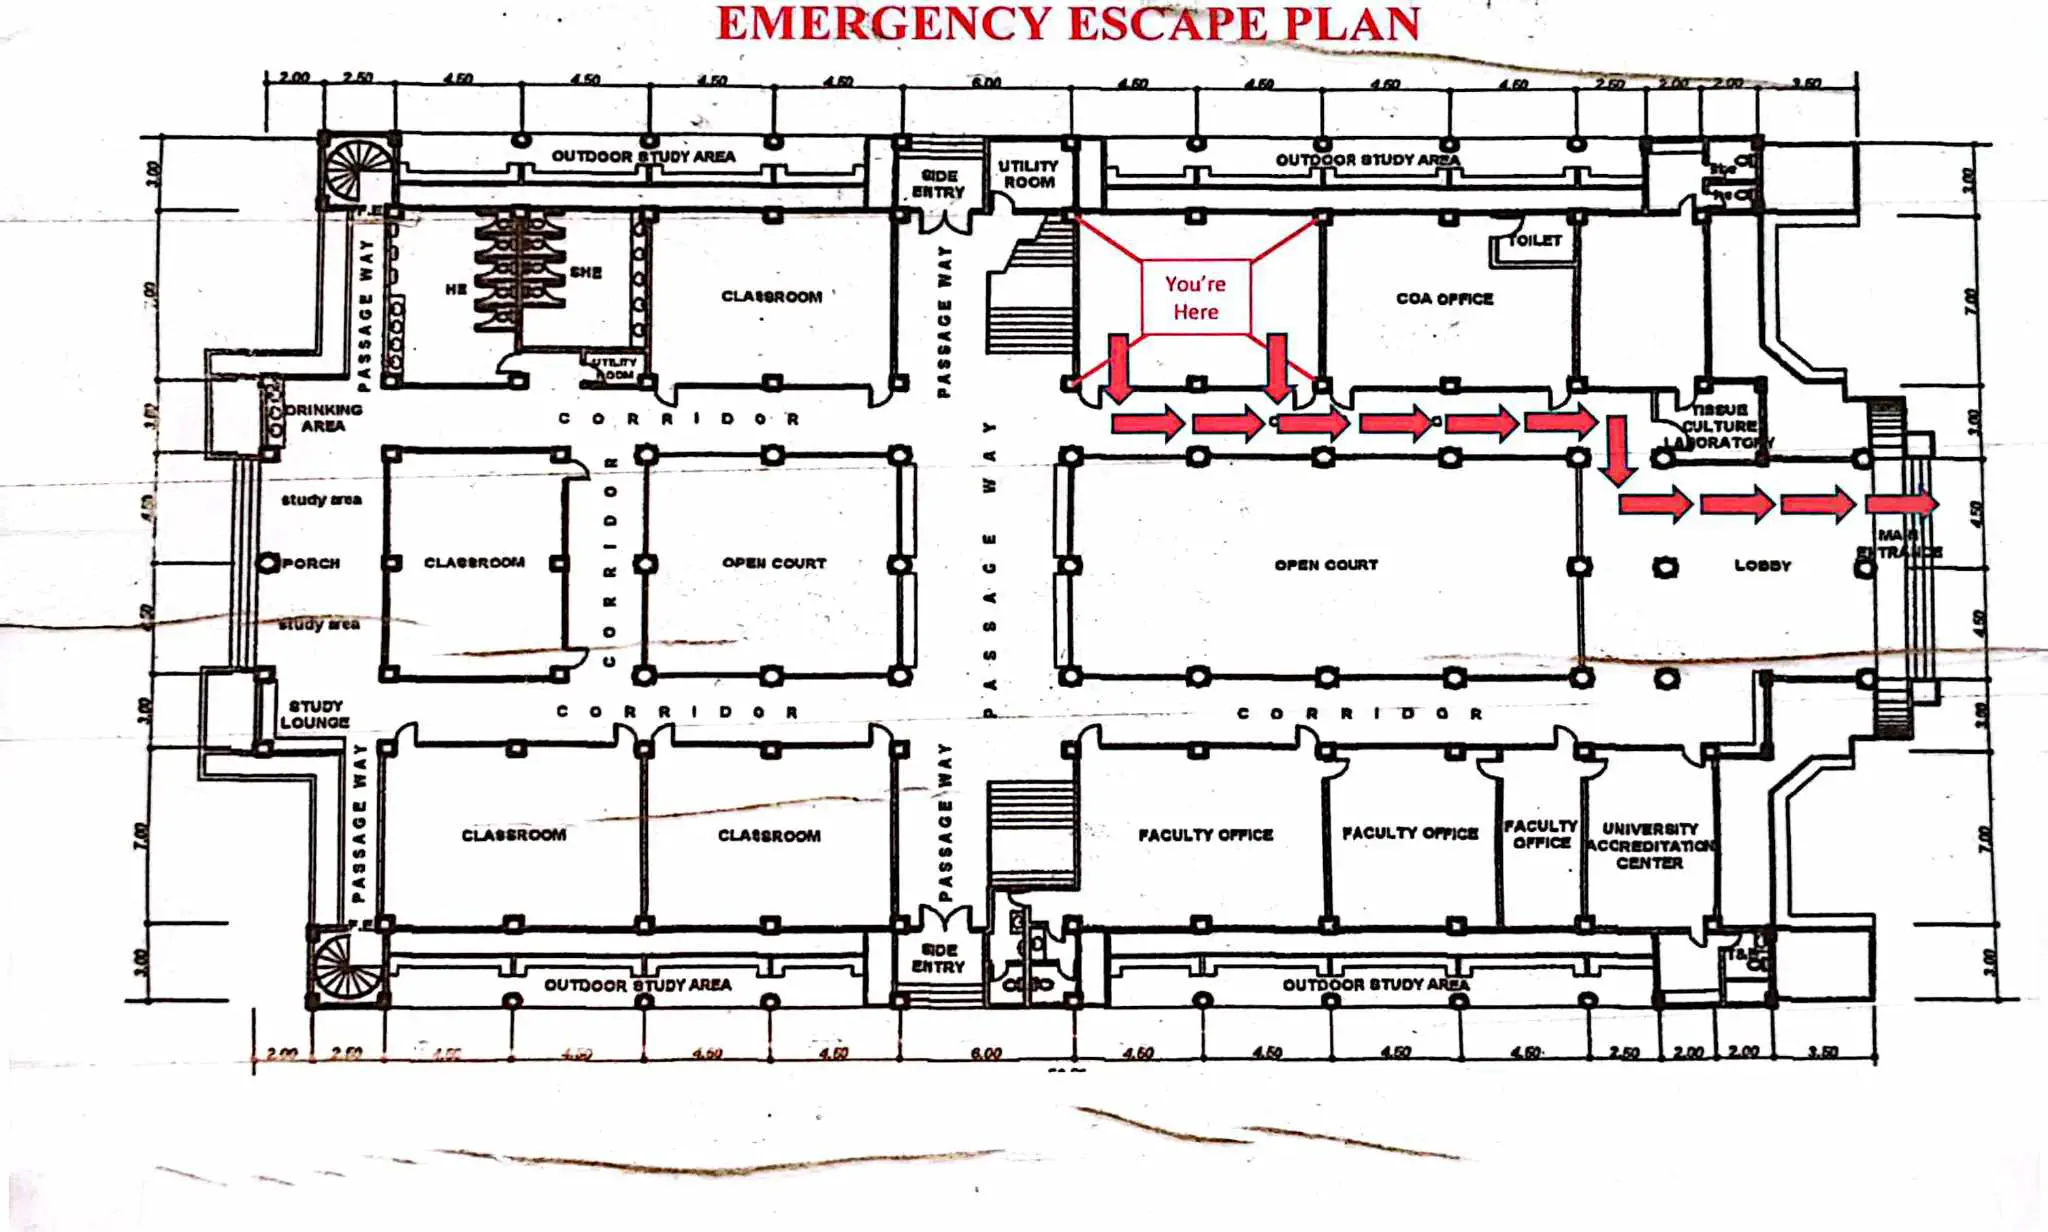 EMERGENCY ESCAPE PLAN
2.00 2.50 4.50 4.50 4.50 4.50 6.00 4.50 4.50 4.50 4.50 2.50 2.00 2.00 3.50
OUTDOOR STUDY AREA
SIDE
ENTRY
UTILITY
ROOM
OUTDOOR STUDY AREA
She
He
3.00
3.00
F.E
PASSAGE WAY
HE
SHE
CLASSROOM
PASSAGE WAY
You're
Here
COA OFFICE
TOILET
7.00
7.00
UTILITY
ROOM
DRINKING
AREA
CORRIDOR
TISSUE
CULTURE
LABORATORY
3.00
3.00
study area
CORRIDOR
PASSAGE WAY
4.50
4.50
PORCH
CLASSROOM
OPEN COURT
OPEN COURT
LOBBY
MAIN
ENTRANCE
study area
4.50
4.50
STUDY
LOUNGE
CORRIDOR
CORRIDOR
3.00
3.00
PASSAGE WAY
CLASSROOM
CLASSROOM
PASSAGE WAY
FACULTY OFFICE
FACULTY OFFICE
FACULTY
OFFICE
UNIVERSITY
ACCREDITATION
CENTER
7.00
7.00
F.E
SIDE
ENTRY
T&B
OUTDOOR STUDY AREA
OUTDOOR STUDY AREA
3.00
3.00
2.00 2.50 4.50 4.50 4.50 4.50 6.00 4.50 4.50 4.50 4.50 2.50 2.00 2.00 3.50